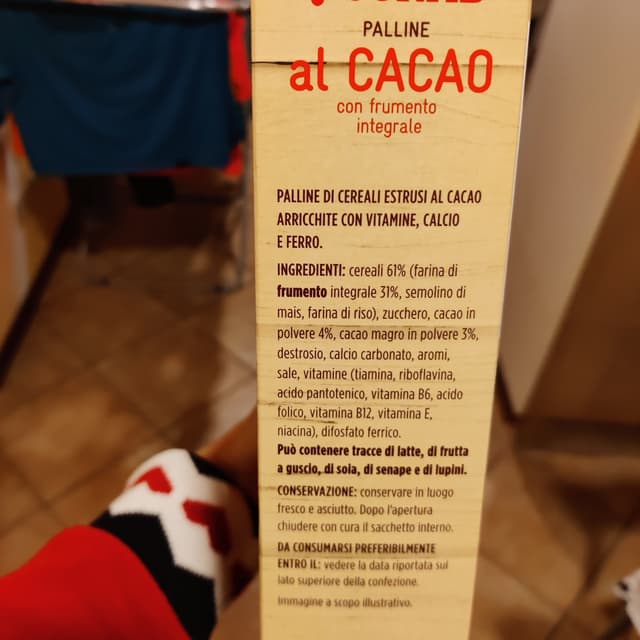 PALLINE
al CACAO
con frumento
integrale
PALLINE DI CEREALI ESTRUSI AL CACAO
ARRICCHITE CON VITAMINE, CALCIO
E FERRO.
INGREDIENTI: cereali 61% (farina di
frumento integrale 31%, semolino di
mais, farina di riso), zucchero, cacao in
polvere 4%, cacao magro in polvere 3%,
destrosio, calcio carbonato, aromi,
sale, vitamine (tiamina, riboflavina,
acido pantotenico, vitamina B6, acido
folico, vitamina B12, vitamina E,
niacina), difosfato ferrico.
Può contenere tracce di latte, di frutta
a guscio, di soia, di senape e di lupini.
CONSERVAZIONE: conservare in luogo
fresco e asciutto. Dopo l'apertura
chiudere con cura il sacchetto interno.
DA CONSUMARSI PREFERIBILMENTE
ENTRO IL: vedere la data riportata sul
lato superiore della confezione.
Immagine a scopo illustrativo.